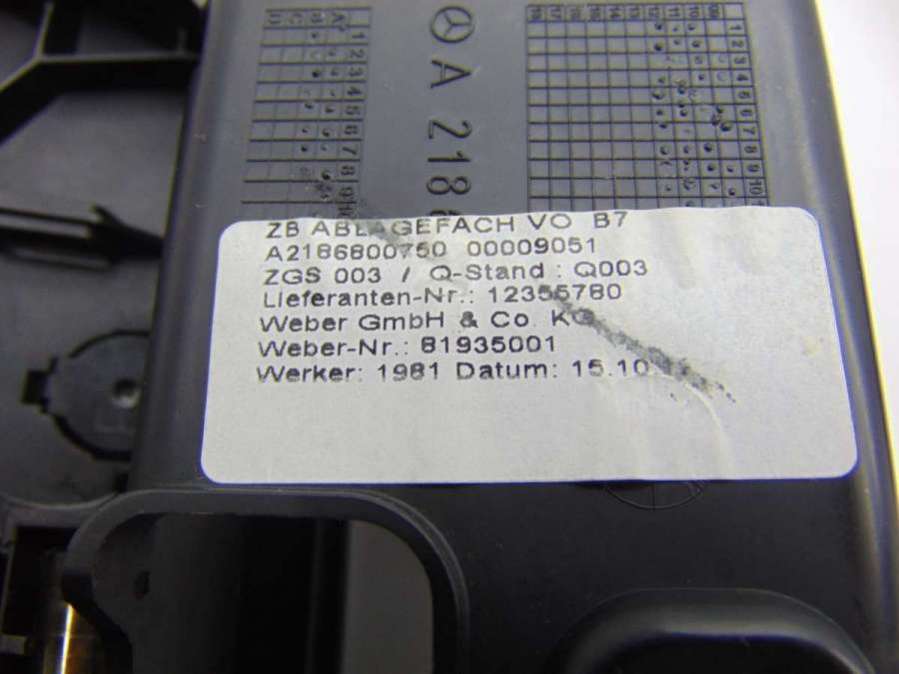 A 218
ZB ABLAGEFACH VO B7
A2186800750 00009051
ZGS 003 / Q-Stand : Q003
Lieferanten-Nr.: 12355780
Weber GmbH & Co. KG
Weber-Nr.: 81935001
Werker: 1981 Datum: 15.10